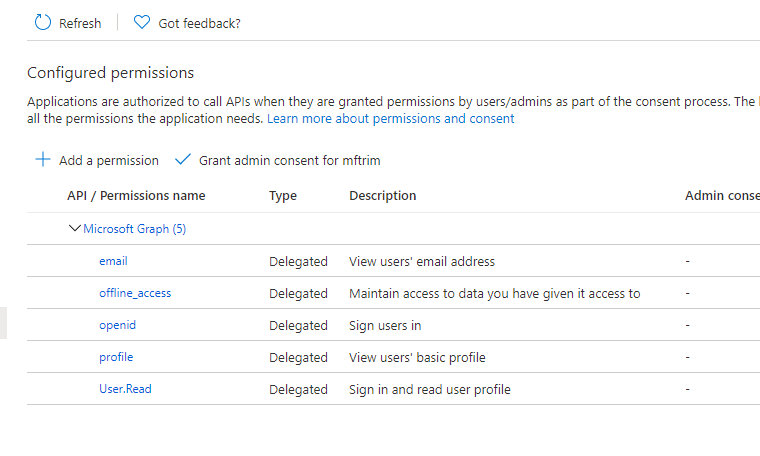 Refresh
Got feedback?
Configured permissions
Applications are authorized to call APIs when they are granted permissions by users/admins as part of the consent process. The
all the permissions the application needs. Learn more about permissions and consent
Add a permission
Grant admin consent for mftrim
API / Permissions name Type Description Admin conse
Microsoft Graph (5)
email Delegated View users' email address -
offline_access Delegated Maintain access to data you have given it access to -
openid Delegated Sign users in -
profile Delegated View users' basic profile -
User.Read Delegated Sign in and read user profile -